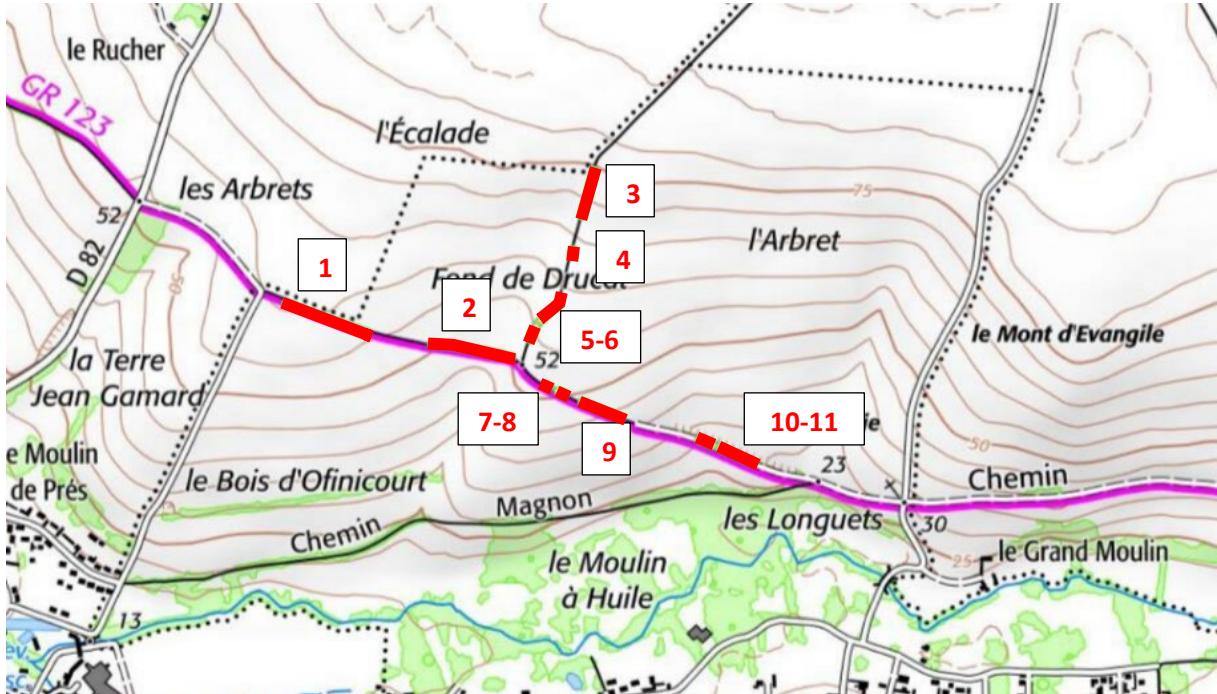 le Rucher
GR 123
l'Écalade
les Arbrets
52
D 82
50
1
2
3
4
5-6
7-8
9
10-11
75
l'Arbret
Fond de Drucat
52
le Mont d'Evangile
la Terre
Jean Gamard
e Moulin
de Prés
le Bois d'Ofinicourt
Chemin Magnon
50
23
Chemin
les Longuets
30
25
le Grand Moulin
le Moulin
à Huile
13